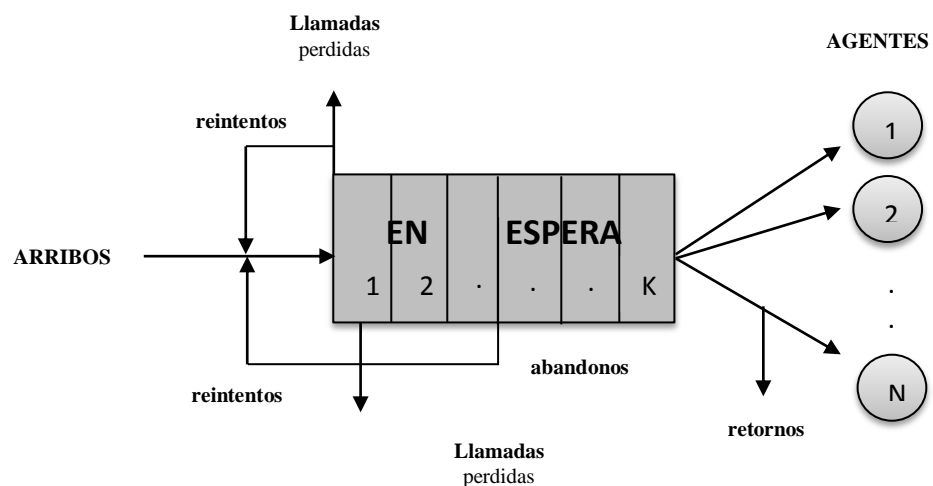 Llamadas
perdidas
AGENTES
reintentos
1
EN ESPERA
2
ARRIBOS
1 2 . . . K
.
.
abandonos
reintentos
N
retornos
Llamadas
perdidas